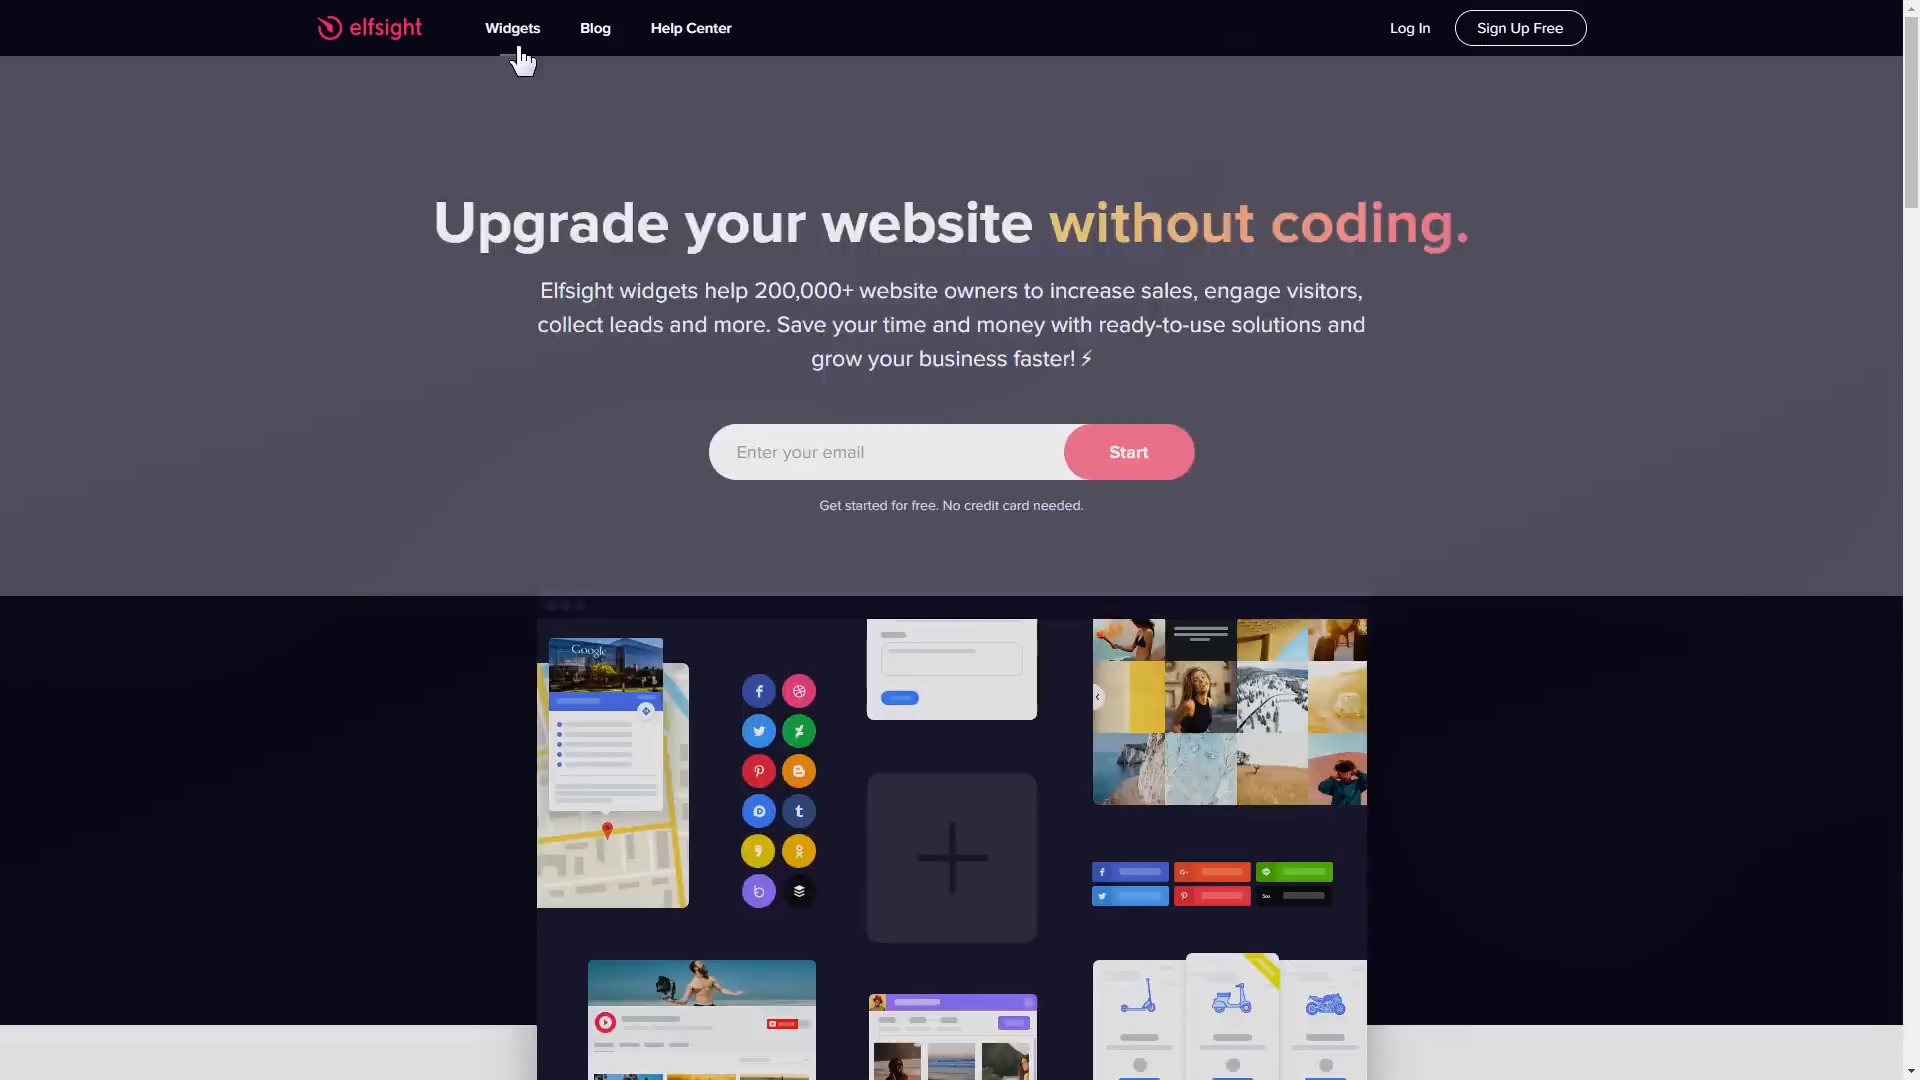 elfsight
Widgets
Blog
Help Center
Log In
Sign Up Free
Upgrade your website without coding.
Elfsight widgets help 200,000+ website owners to increase sales, engage visitors,
collect leads and more. Save your time and money with ready-to-use solutions and
grow your business faster! ⚡
Enter your email
Start
Get started for free. No credit card needed.
Google